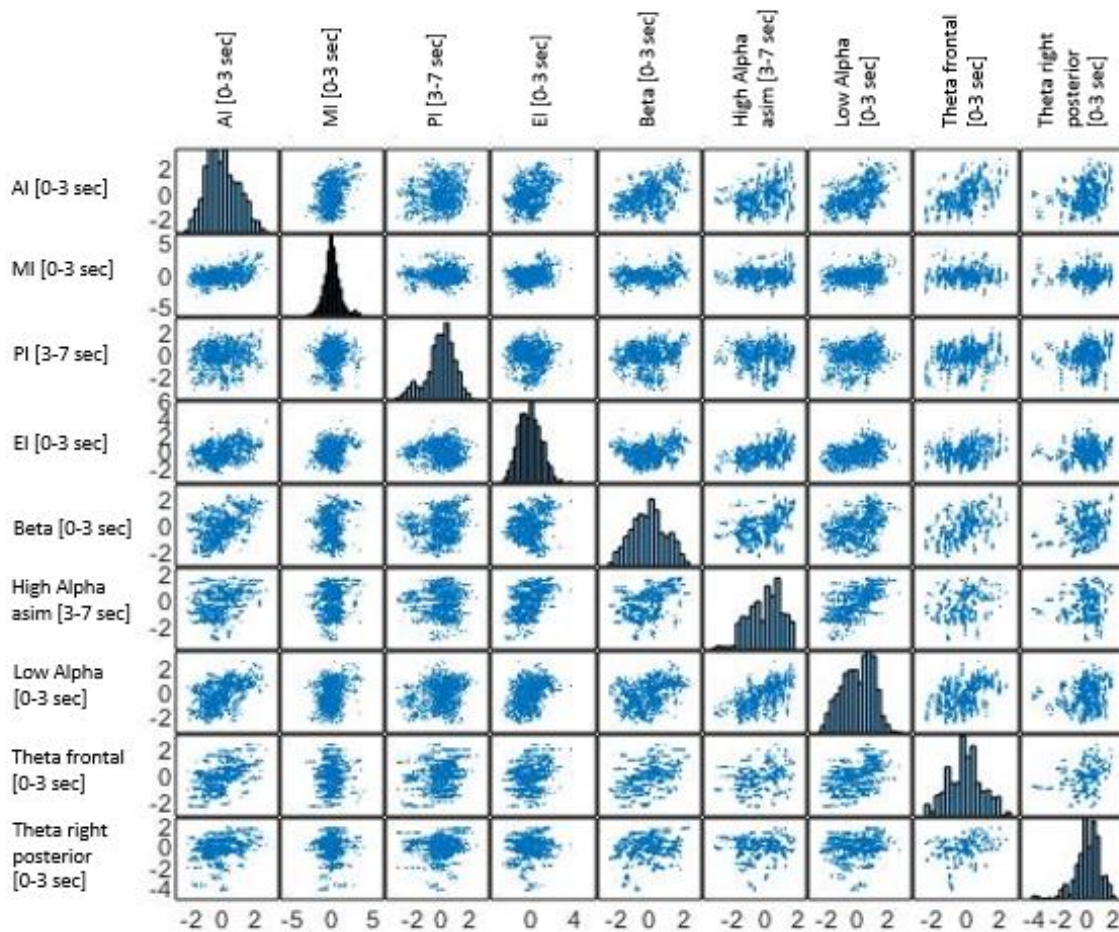 AI [0-3 sec]
MI [0-3 sec]
PI [3-7 sec]
EI [0-3 sec]
Beta [0-3 sec]
High Alpha
asim [3-7 sec]
Low Alpha
[0-3 sec]
Theta frontal
[0-3 sec]
Theta right
posterior
[0-3 sec]
AI [0-3 sec]
2
0
-2
MI [0-3 sec]
5
0
-5
PI [3-7 sec]
2
0
-2
EI [0-3 sec]
6
4
2
0
-2
Beta [0-3 sec]
2
0
-2
High Alpha
asim [3-7 sec]
2
0
-2
Low Alpha
[0-3 sec]
2
0
-2
Theta frontal
[0-3 sec]
2
0
-2
Theta right
posterior
[0-3 sec]
2
0
-2
-4
-2 0 2 -5 0 5 -2 0 2 0 4 -2 0 2 -2 0 2 -2 0 2 -2 0 2 -4 -2 0 2